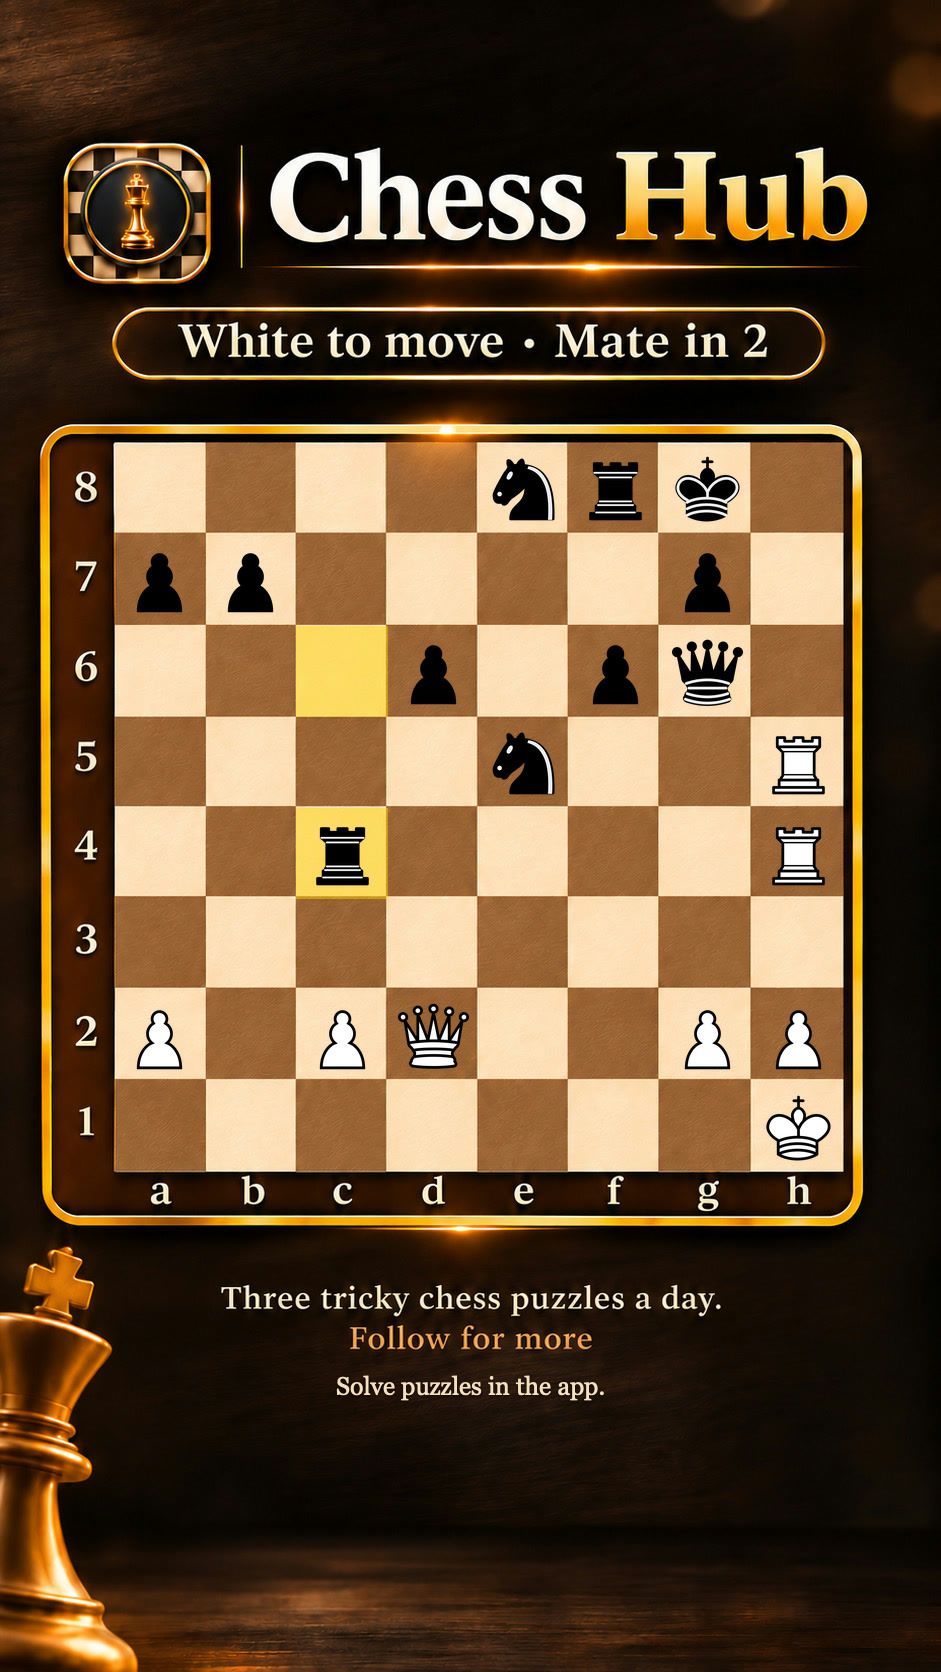 Chess Hub
White to move • Mate in 2
8
7
6
5
4
3
2
1
a b c d e f g h
Three tricky chess puzzles a day.
Follow for more
Solve puzzles in the app.